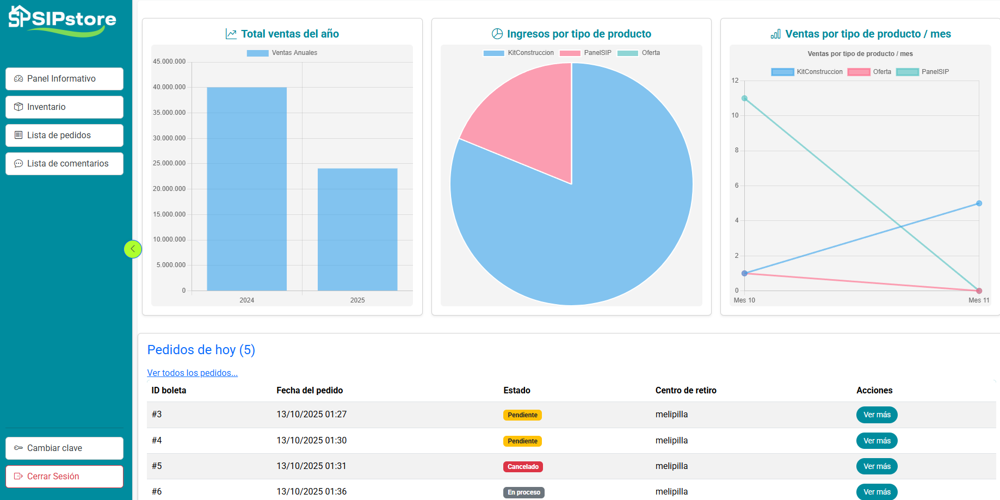 SIPstore
Panel Informativo
Inventario
Lista de pedidos
Lista de comentarios
Cambiar clave
Cerrar Sesión
Total ventas del año
Ventas Anuales
45.000.000
40.000.000
35.000.000
30.000.000
25.000.000
20.000.000
15.000.000
10.000.000
5.000.000
0
2024 2025
Ingresos por tipo de producto
KitConstruccion PanelSIP Oferta
Ventas por tipo de producto / mes
Ventas por tipo de producto / mes
KitConstruccion Oferta PanelSIP
12
10
8
6
4
2
0
Mes 10 Mes 11
Pedidos de hoy (5)
Ver todos los pedidos...
ID boleta Fecha del pedido Estado Centro de retiro Acciones
#3 13/10/2025 01:27 Pendiente melipilla Ver más
#4 13/10/2025 01:30 Pendiente melipilla Ver más
#5 13/10/2025 01:31 Cancelado melipilla Ver más
#6 13/10/2025 01:36 En proceso melipilla Ver más